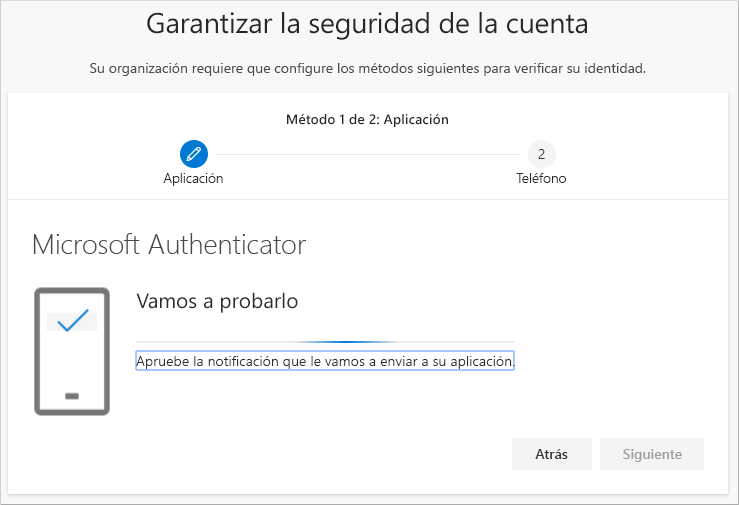 Garantizar la seguridad de la cuenta
Su organización requiere que configure los métodos siguientes para verificar su identidad.
Método 1 de 2: Aplicación
2
Aplicación
Teléfono
Microsoft Authenticator
Vamos a probarlo
Apruebe la notificación que le vamos a enviar a su aplicación.
Atrás
Siguiente